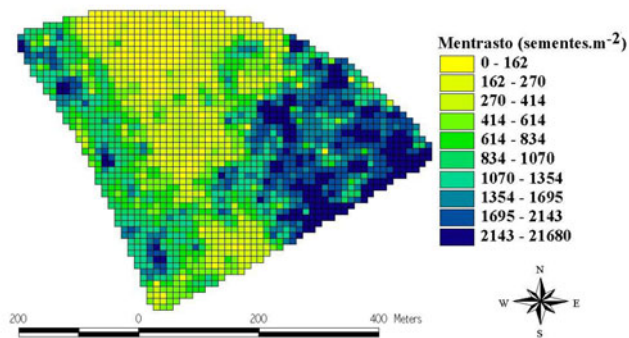 Mentrasto (sementes.m-2)
0 - 162
162 - 270
270 - 414
414 - 614
614 - 834
834 - 1070
1070 - 1354
1354 - 1695
1695 - 2143
2143 - 21680
N
W E
S
200 0 200 400 Meters